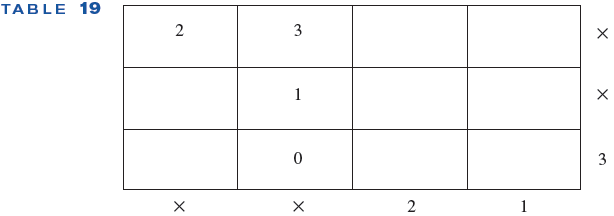 TABLE 19
2 3 ×
1 ×
0 3
× × 2 1